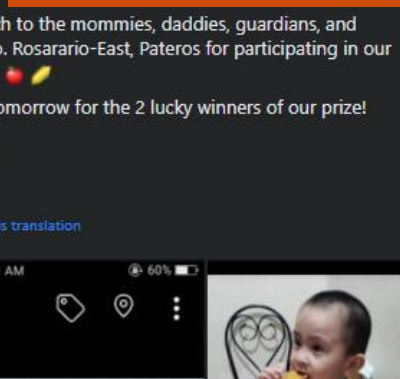 h to the mommies, daddies, guardians, and
. Rosarario-East, Pateros for participating in our
omorrow for the 2 lucky winners of our prize!
s translation
AM
60%